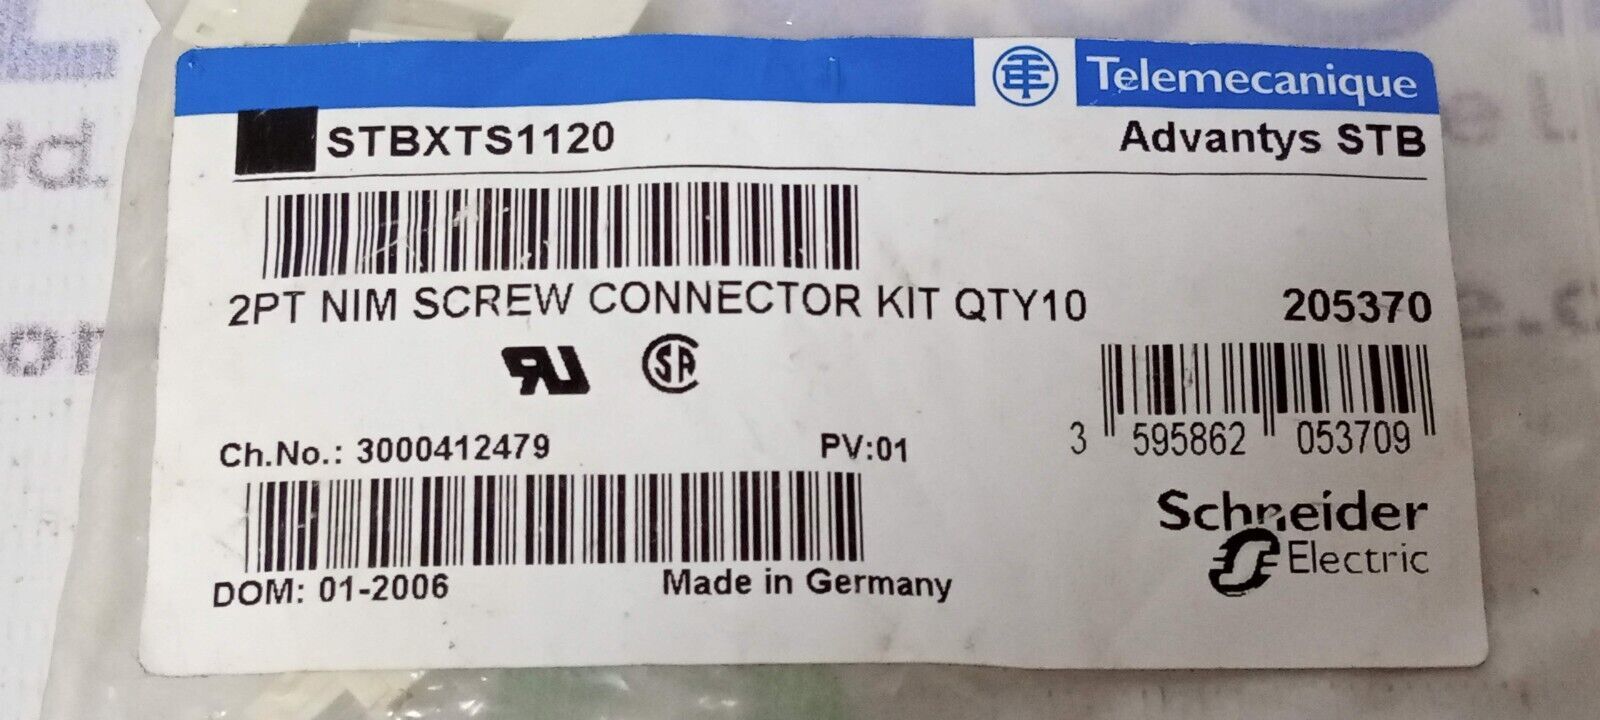 Telemecanique
STBXTS1120
Advantys STB
2PT NIM SCREW CONNECTOR KIT QTY10
205370
Ch.No.: 3000412479
PV:01
3 595862 053709
DOM: 01-2006
Made in Germany
Schneider
Electric